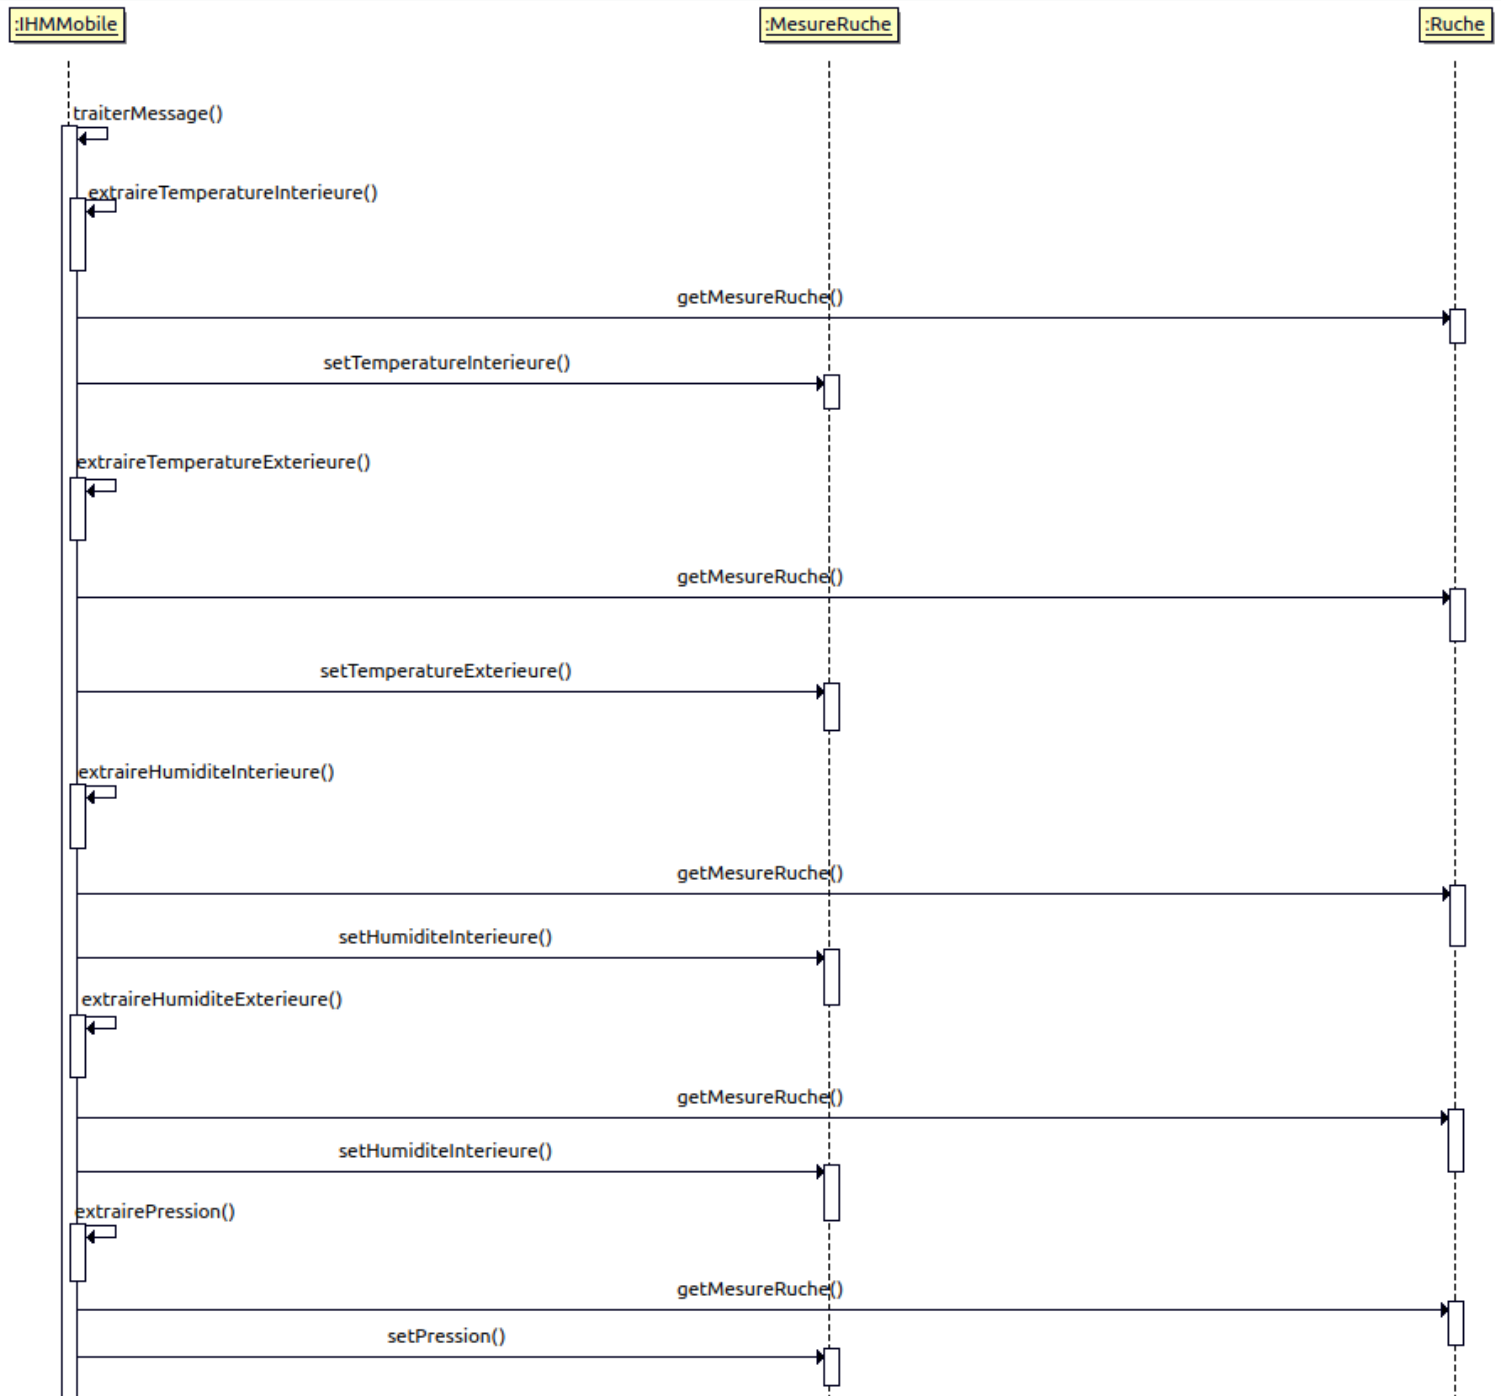 :IHMMobile
:MesureRuche
:Ruche
traiterMessage()
extraireTemperatureInterieure()
getMesureRuche()
setTemperatureInterieure()
extraireTemperatureExterieure()
getMesureRuche()
setTemperatureExterieure()
extraireHumiditeInterieure()
getMesureRuche()
setHumiditeInterieure()
extraireHumiditeExterieure()
getMesureRuche()
setHumiditeInterieure()
extrairePression()
getMesureRuche()
setPression()